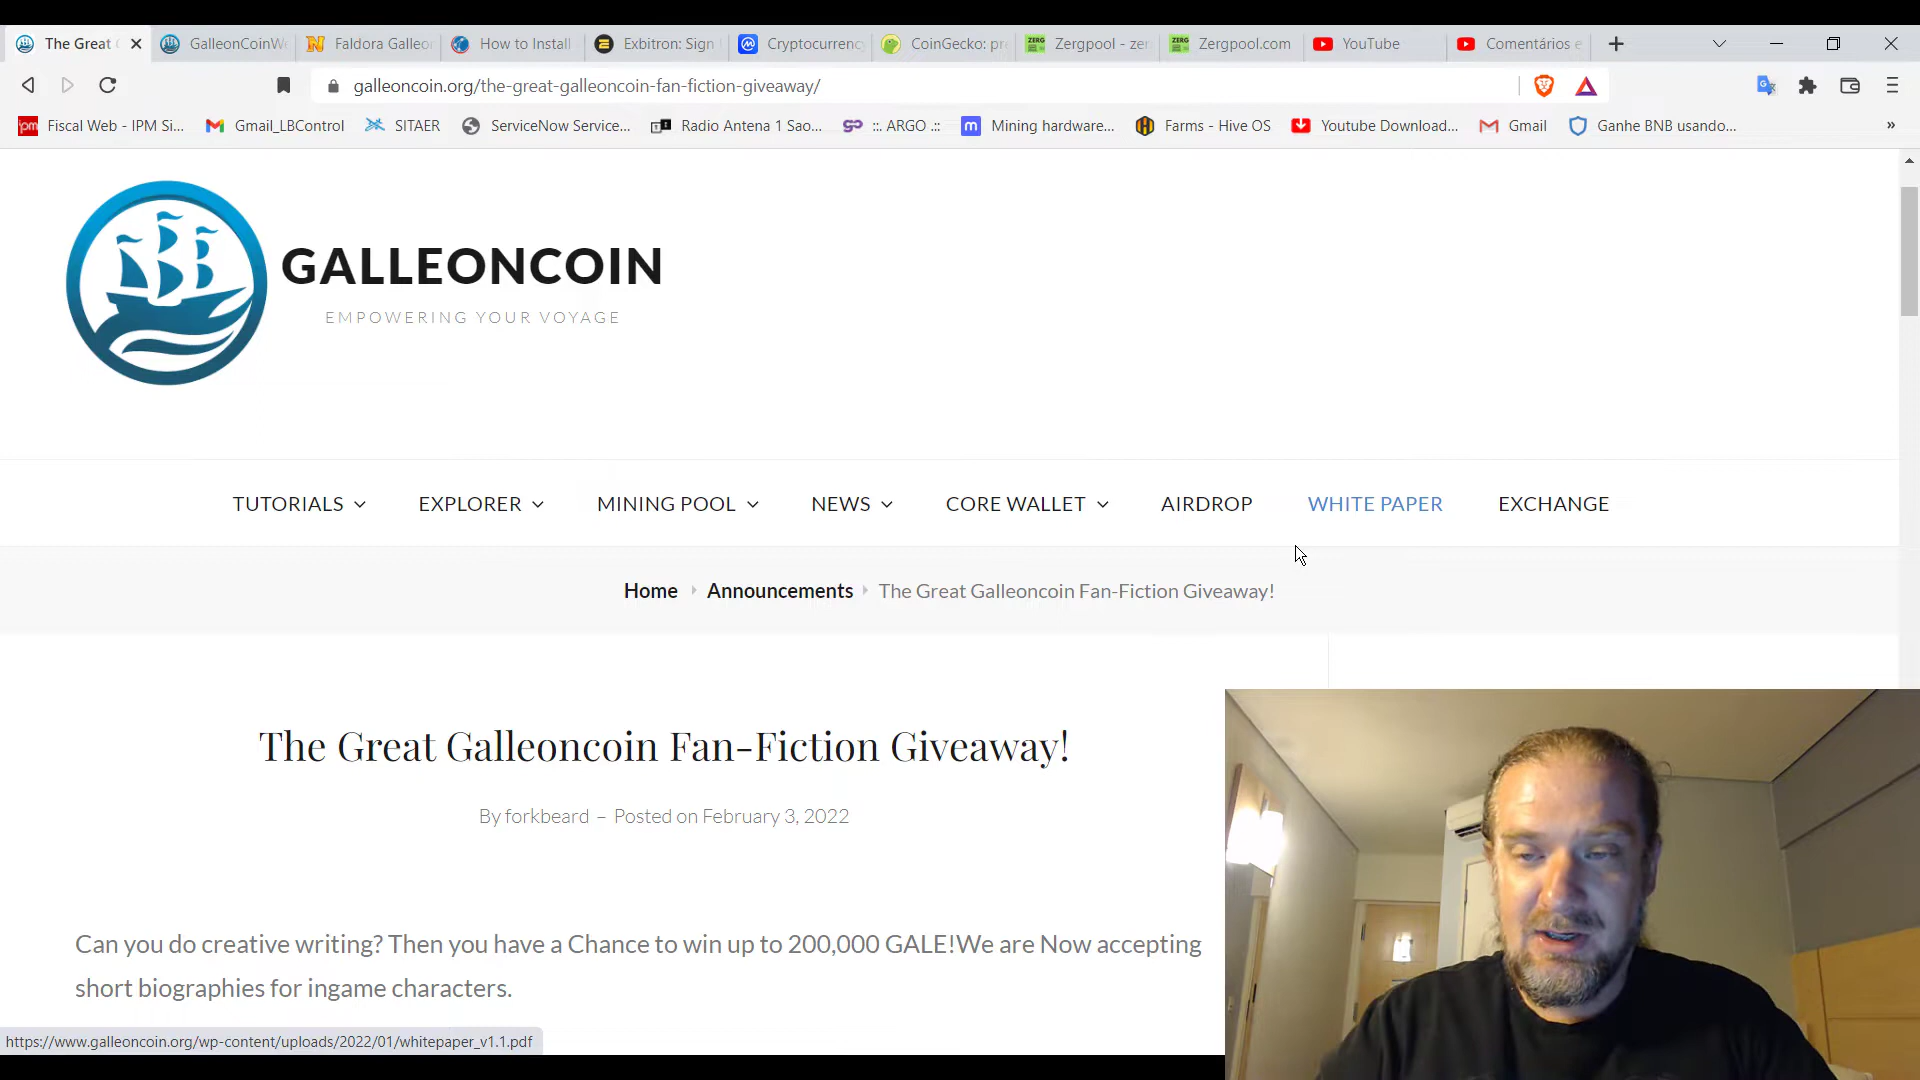 The Great
GalleonCoinWe
Faldora Galleo
How to Install
Exbitron: Sign
Cryptocurrency
CoinGecko: pre
Zergpool - zer
Zergpool.com
YouTube
Comentários e
galleoncoin.org/the-great-galleoncoin-fan-fiction-giveaway/
ipm Fiscal Web - IPM Si...
Gmail_LBControl
SITAER
ServiceNow Service...
Radio Antena 1 Sao...
::. ARGO .::
Mining hardware...
Farms - Hive OS
Youtube Download...
Gmail
Ganhe BNB usando...
»
GALLEONCOIN
EMPOWERING YOUR VOYAGE
TUTORIALS EXPLORER MINING POOL NEWS CORE WALLET AIRDROP WHITE PAPER EXCHANGE
Home Announcements The Great Galleoncoin Fan-Fiction Giveaway!
The Great Galleoncoin Fan-Fiction Giveaway!
By forkbeard – Posted on February 3, 2022
Can you do creative writing? Then you have a Chance to win up to 200,000 GALE!We are Now accepting
short biographies for ingame characters.
https://www.galleoncoin.org/wp-content/uploads/2022/01/whitepaper_v1.1.pdf